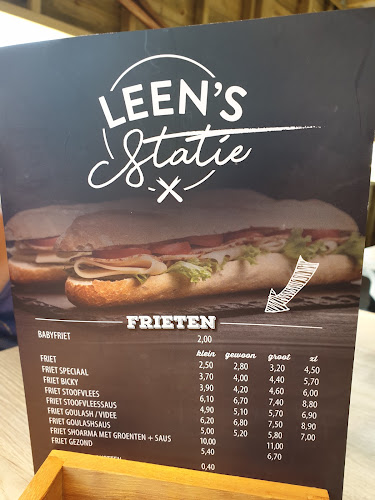 LEEN'S
Statie
FRIETEN
BABYFRIET 2,00
klein gewoon groot xl
FRIET 2,50 2,80 3,20 4,50
FRIET SPECIAAL 3,70 4,00 4,40 5,70
FRIET BICKY 3,90 4,20 4,60 6,00
FRIET STOOFVLEES 6,10 6,70 7,40 8,80
FRIET STOOFVLEESSAUS 4,90 5,10 5,70 6,90
FRIET GOULASH / VIDEE 6,20 6,80 7,50 8,90
FRIET GOULASHSAUS 5,00 5,20 5,80 7,00
FRIET SHOARMA MET GROENTEN + SAUS 10,00 11,00
FRIET GEZOND 5,40 6,70
0,40